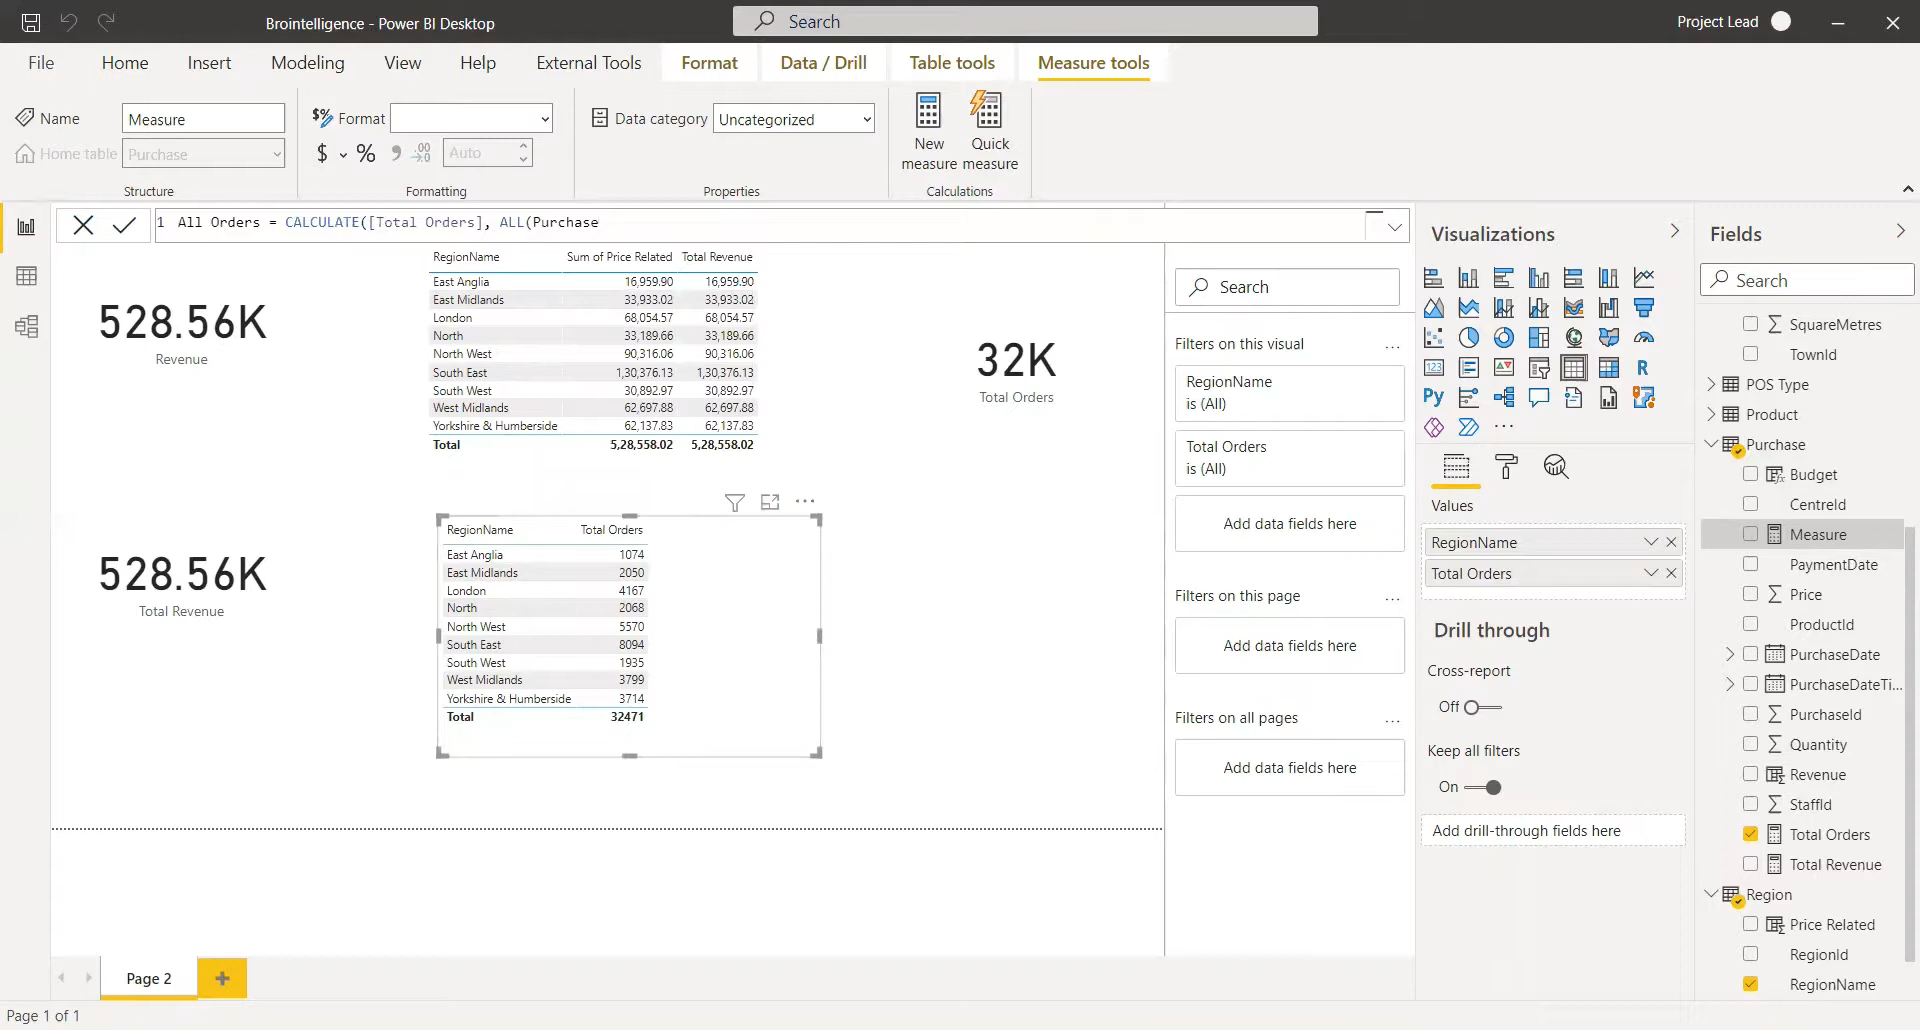 Brointelligence - Power BI Desktop
Search
Project Lead
File
Home
Insert
Modeling
View
Help
External Tools
Format
Data / Drill
Table tools
Measure tools
Name
Measure
Format
Data category
Uncategorized
New measure
Quick measure
Home table
Purchase
$
%
Auto
Structure
Formatting
Properties
Calculations
1 All Orders = CALCULATE([Total Orders], ALL(Purchase
528.56K
Revenue
RegionName Sum of Price Related Total Revenue
East Anglia 16,959.90 16,959.90
East Midlands 33,933.02 33,933.02
London 68,054.57 68,054.57
North 33,189.66 33,189.66
North West 90,316.06 90,316.06
South East 1,30,376.13 1,30,376.13
South West 30,892.97 30,892.97
West Midlands 62,697.88 62,697.88
Yorkshire & Humberside 62,137.83 62,137.83
Total 5,28,558.02 5,28,558.02
32K
Total Orders
528.56K
Total Revenue
RegionName Total Orders
East Anglia 1074
East Midlands 2050
London 4167
North 2068
North West 5570
South East 8094
South West 1935
West Midlands 3799
Yorkshire & Humberside 3714
Total 32471
Search
Filters on this visual ...
RegionName
is (All)
Total Orders
is (All)
Add data fields here
Filters on this page ...
Add data fields here
Filters on all pages ...
Add data fields here
Visualizations
123
R
Py
...
Values
RegionName
Total Orders
Drill through
Cross-report
Off
Keep all filters
On
Add drill-through fields here
Fields
Search
SquareMetres
TownId
POS Type
Product
Purchase
Budget
CentreId
Measure
PaymentDate
Price
ProductId
PurchaseDate
PurchaseDateTi...
PurchaseId
Quantity
Revenue
StaffId
Total Orders
Total Revenue
Region
Price Related
RegionId
RegionName
Page 2
Page 1 of 1